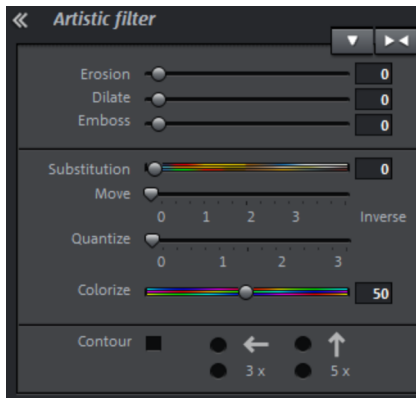 Artistic filter
Erosion 0
Dilate 0
Emboss 0
Substitution 0
Move
0 1 2 3 Inverse
Quantize
0 1 2 3
Colorize 50
Contour
3 x 5 x